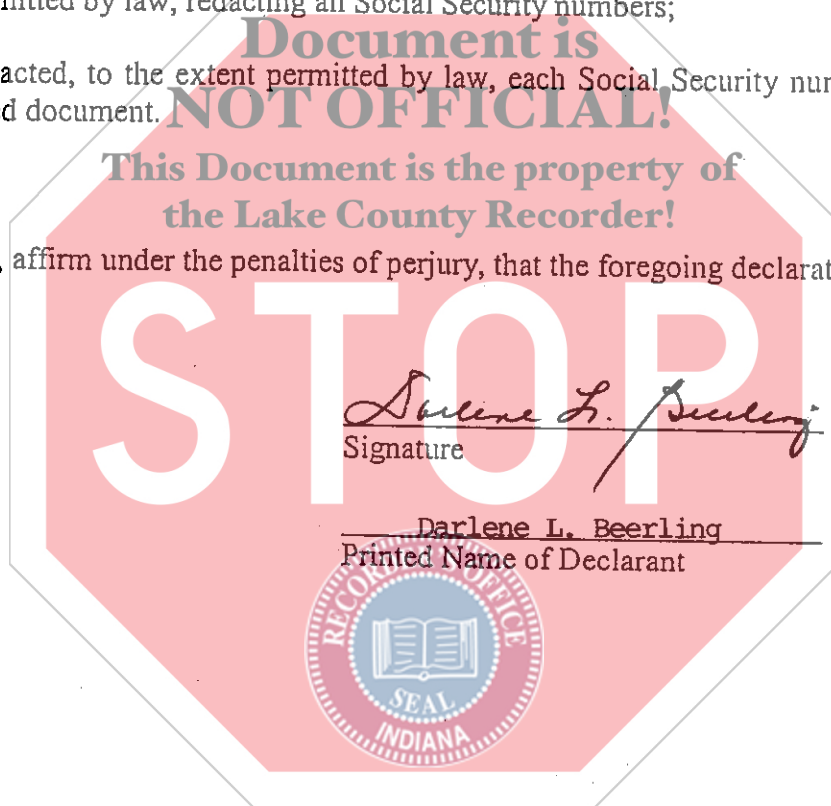 mitted by law, redacting all Social Security numbers;
Document is
acted, to the extent permitted by law, each Social Security nu
d document.
NOT OFFICIAL!
This Document is the property of
the Lake County Recorder!
, affirm under the penalties of perjury, that the foregoing declarat
STOP
Darlene L. Beerling
Signature
Darlene L. Beerling
Printed Name of Declarant
RECORDER'S OFFICE
SEAL
INDIANA